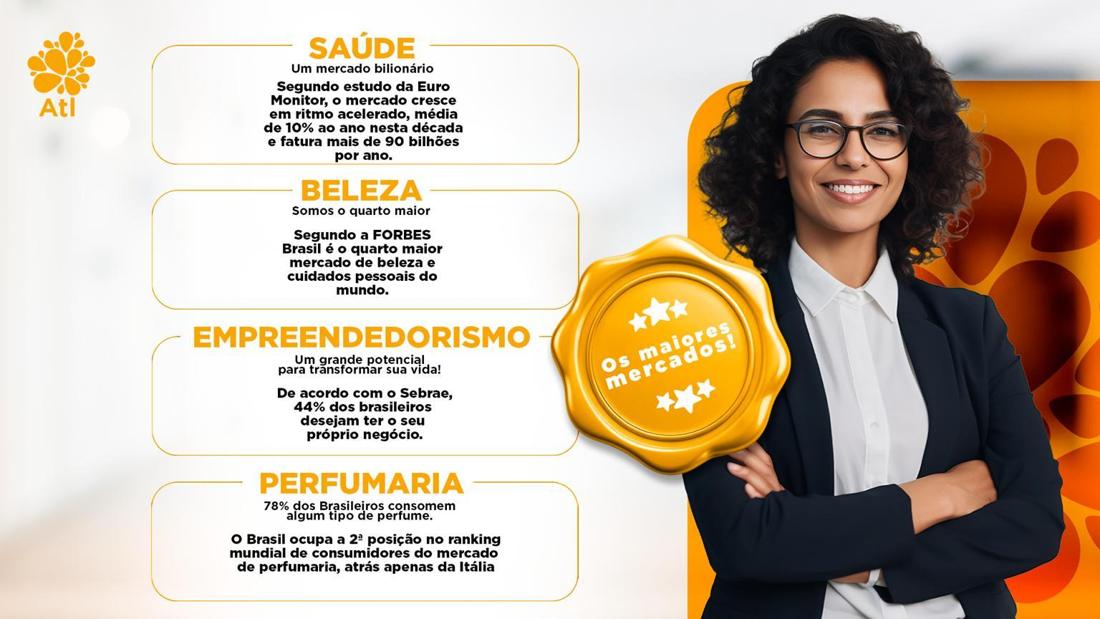 Atl
SAÚDE
Um mercado bilionário
Segundo estudo da Euro
Monitor, o mercado cresce
em ritmo acelerado, média
de 10% ao ano nesta década
e fatura mais de 90 bilhões
por ano.
BELEZA
Somos o quarto maior
Segundo a FORBES
Brasil é o quarto maior
mercado de beleza e
cuidados pessoais do
mundo.
EMPREENDEDORISMO
Um grande potencial
para transformar sua vida!
De acordo com o Sebrae,
44% dos brasileiros
desejam ter o seu
próprio negócio.
PERFUMARIA
78% dos Brasileiros consomem
algum tipo de perfume.
O Brasil ocupa a 2ª posição no ranking
mundial de consumidores do mercado
de perfumaria, atrás apenas da Itália
Os maiores
mercados!